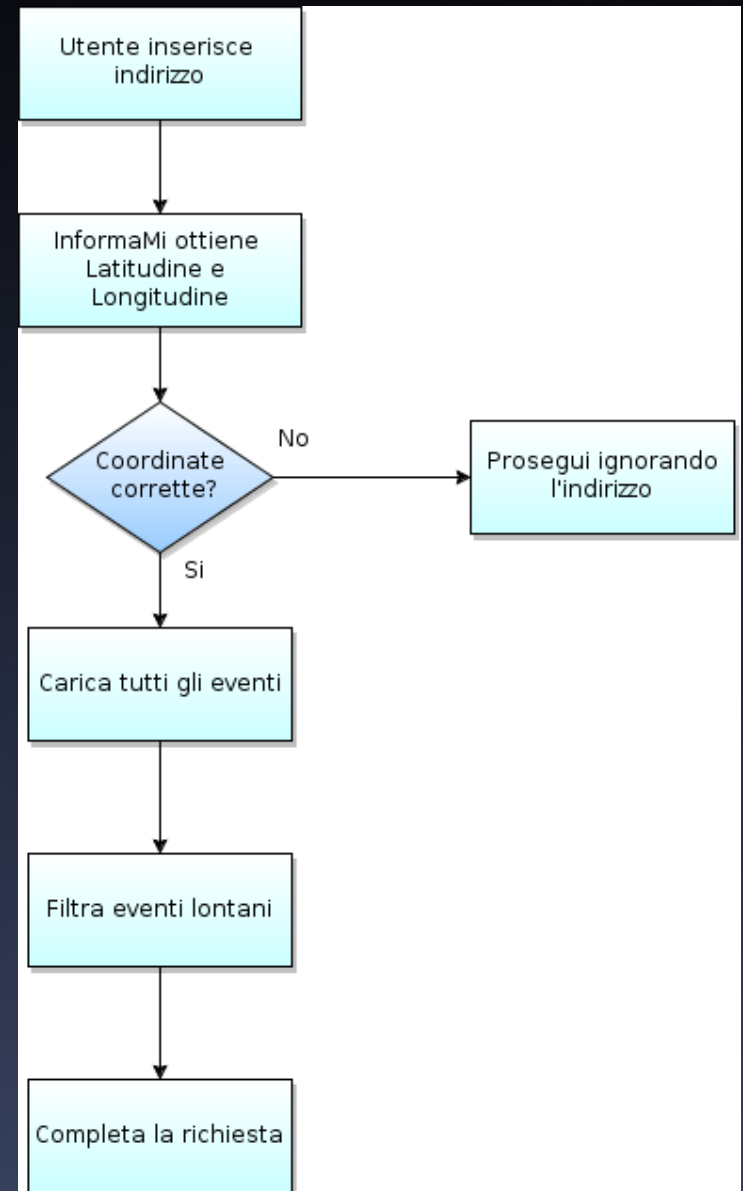 Utente inserisce
indirizzo
InformaMi ottiene
Latitudine e
Longitudine
Coordinate
corrette?
No
Prosegui ignorando
l'indirizzo
Si
Carica tutti gli eventi
Filtra eventi lontani
Completa la richiesta